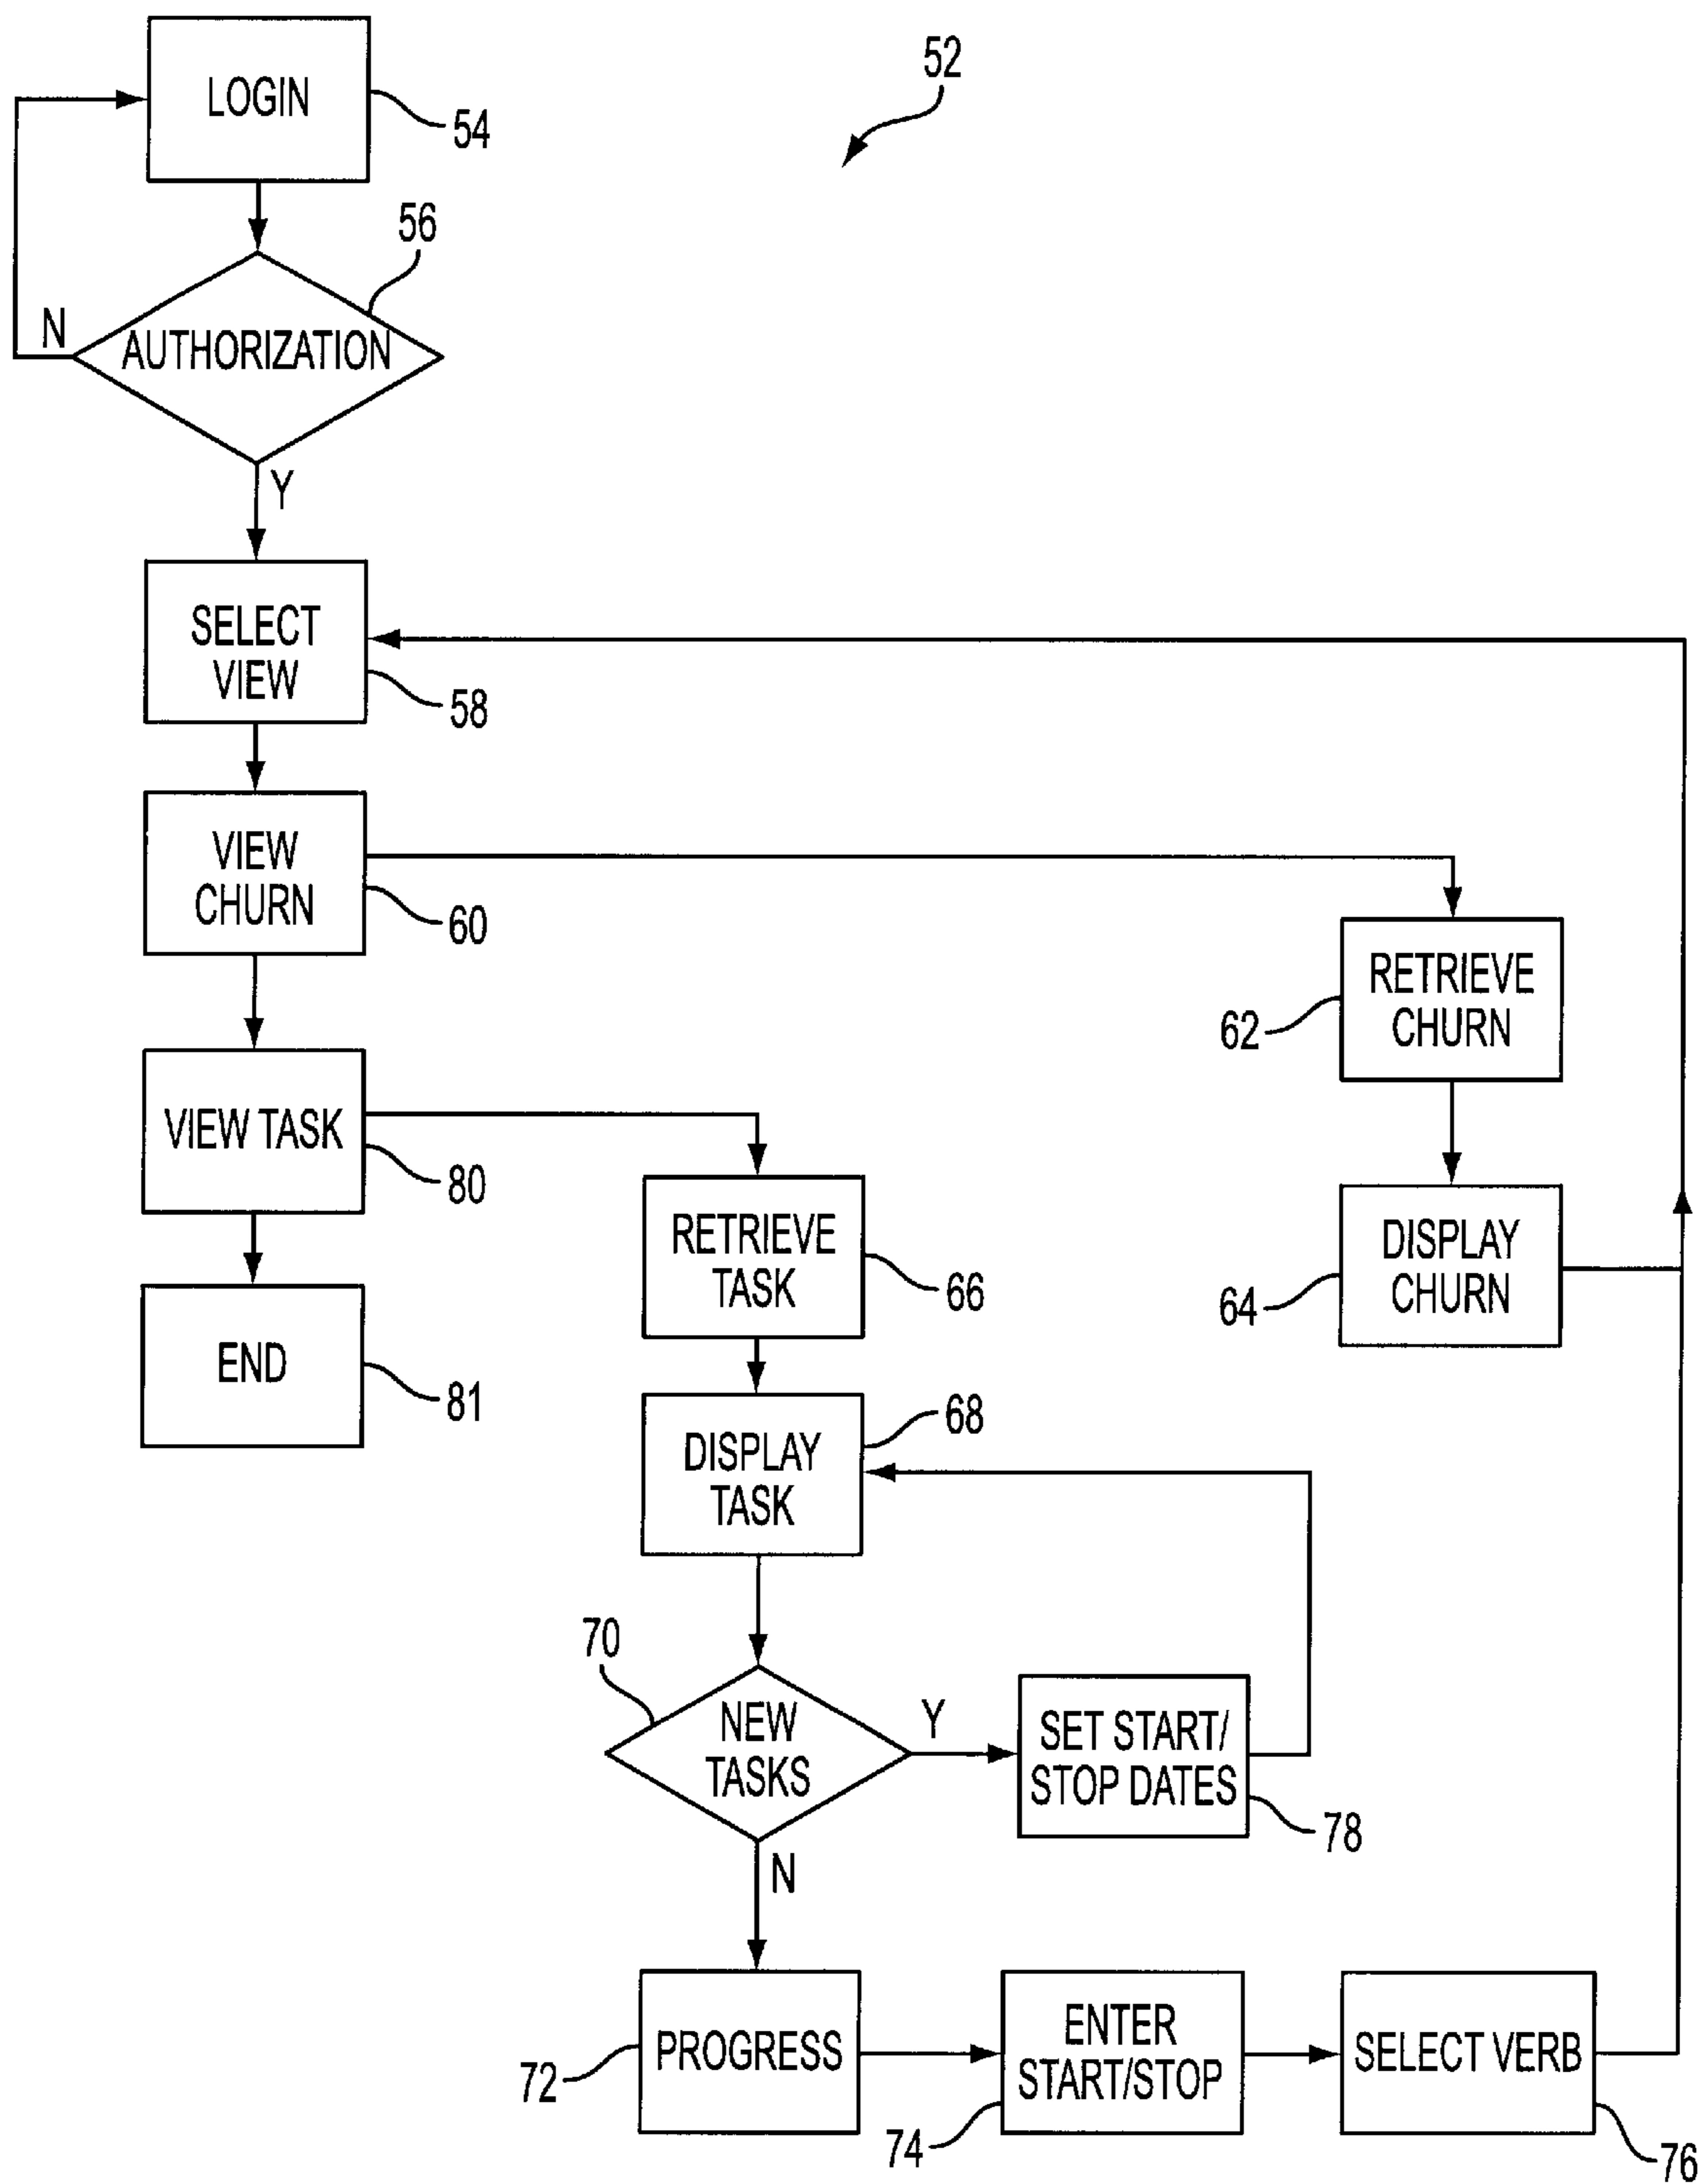 LOGIN
54
52
56
N
AUTHORIZATION
Y
SELECT
VIEW
58
VIEW
CHURN
60
RETRIEVE
CHURN
62
VIEW TASK
80
RETRIEVE
TASK
66
DISPLAY
CHURN
64
END
81
DISPLAY
TASK
68
70
NEW
TASKS
Y
SET START/
STOP DATES
78
N
PROGRESS
72
ENTER
START/STOP
74
SELECT VERB
76